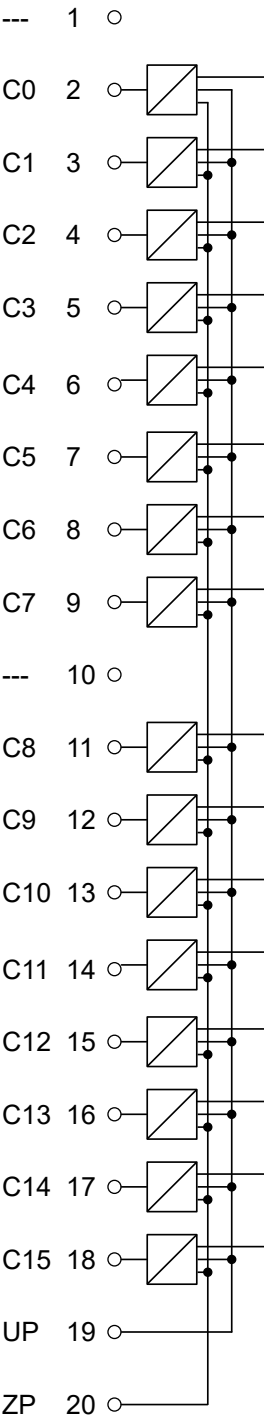 --- 1
C0 2
C1 3
C2 4
C3 5
C4 6
C5 7
C6 8
C7 9
--- 10
C8 11
C9 12
C10 13
C11 14
C12 15
C13 16
C14 17
C15 18
UP 19
ZP 20